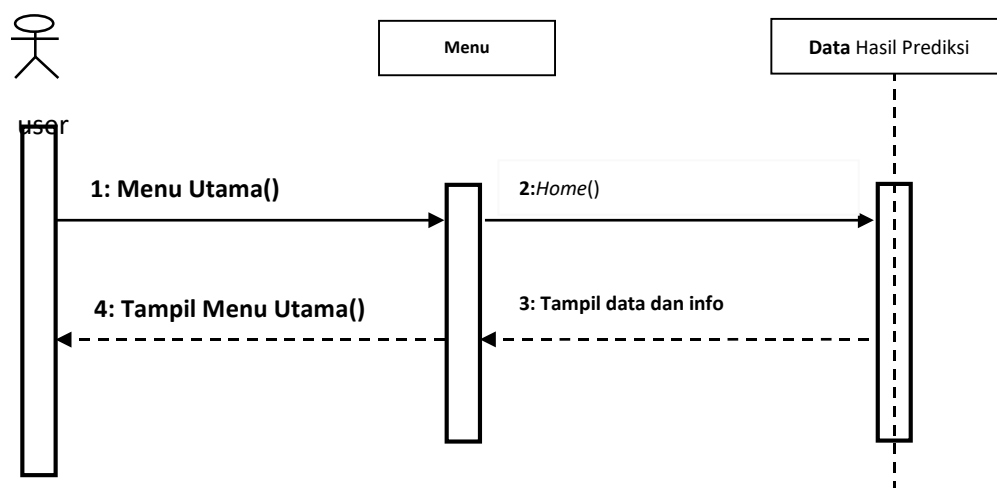 Menu
Data Hasil Prediksi
user
1: Menu Utama()
2:Home()
4: Tampil Menu Utama()
3: Tampil data dan info